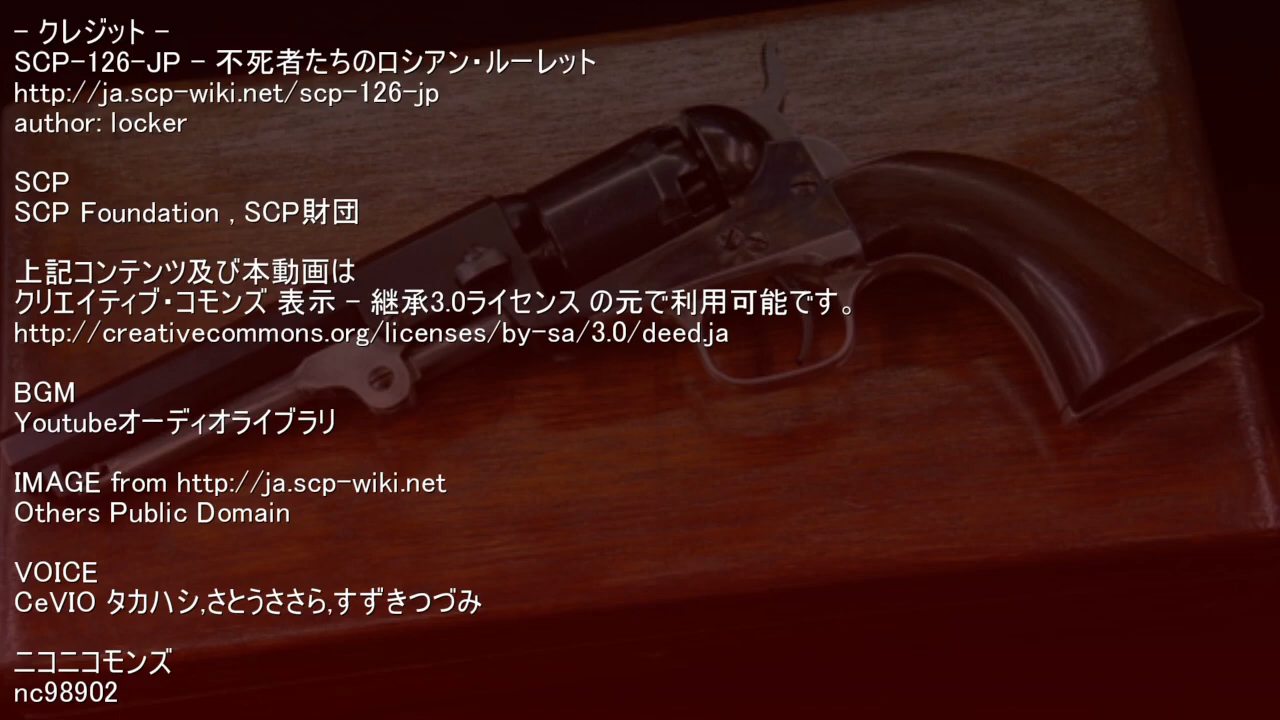 - クレジット -
SCP-126-JP - 不死者たちのロシアン・ルーレット
http://ja.scp-wiki.net/scp-126-jp
author: locker
SCP
SCP Foundation , SCP財団
上記コンテンツ及び本動画は
クリエイティブ・コモンズ 表示 - 継承3.0ライセンス の元で利用可能です。
http://creativecommons.org/licenses/by-sa/3.0/deed.ja
BGM
Youtubeオーディオライブラリ
IMAGE from http://ja.scp-wiki.net
Others Public Domain
VOICE
CeVIO タカハシ,さとうささら,すずきつづみ
ニコニコモンズ
nc98902